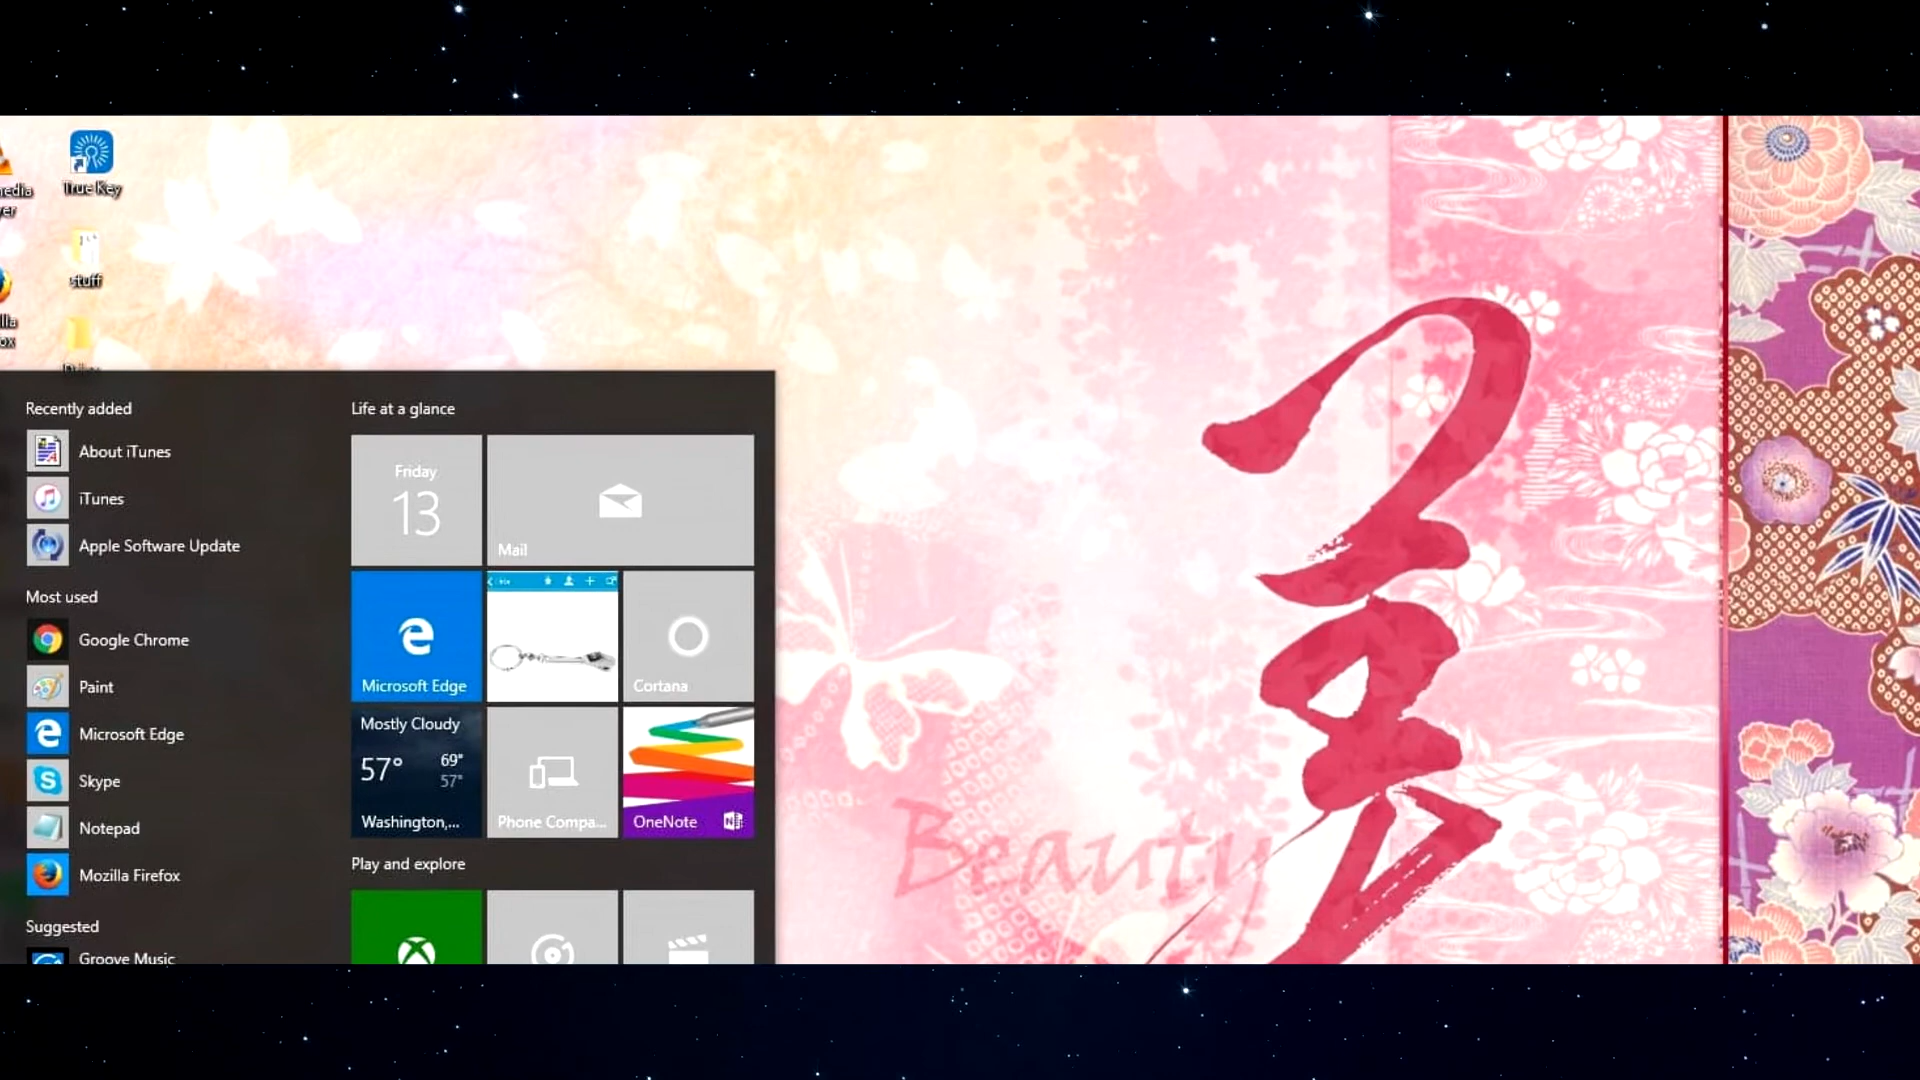 True Key
stuff
Recently added
About iTunes
iTunes
Apple Software Update
Most used
Google Chrome
Paint
Microsoft Edge
Skype
Notepad
Mozilla Firefox
Suggested
Groove Music
Life at a glance
Friday
13
Mail
Microsoft Edge
Cortana
Mostly Cloudy
57°
69°
57°
Washington,...
Phone Compa...
OneNote
Play and explore
Beauty